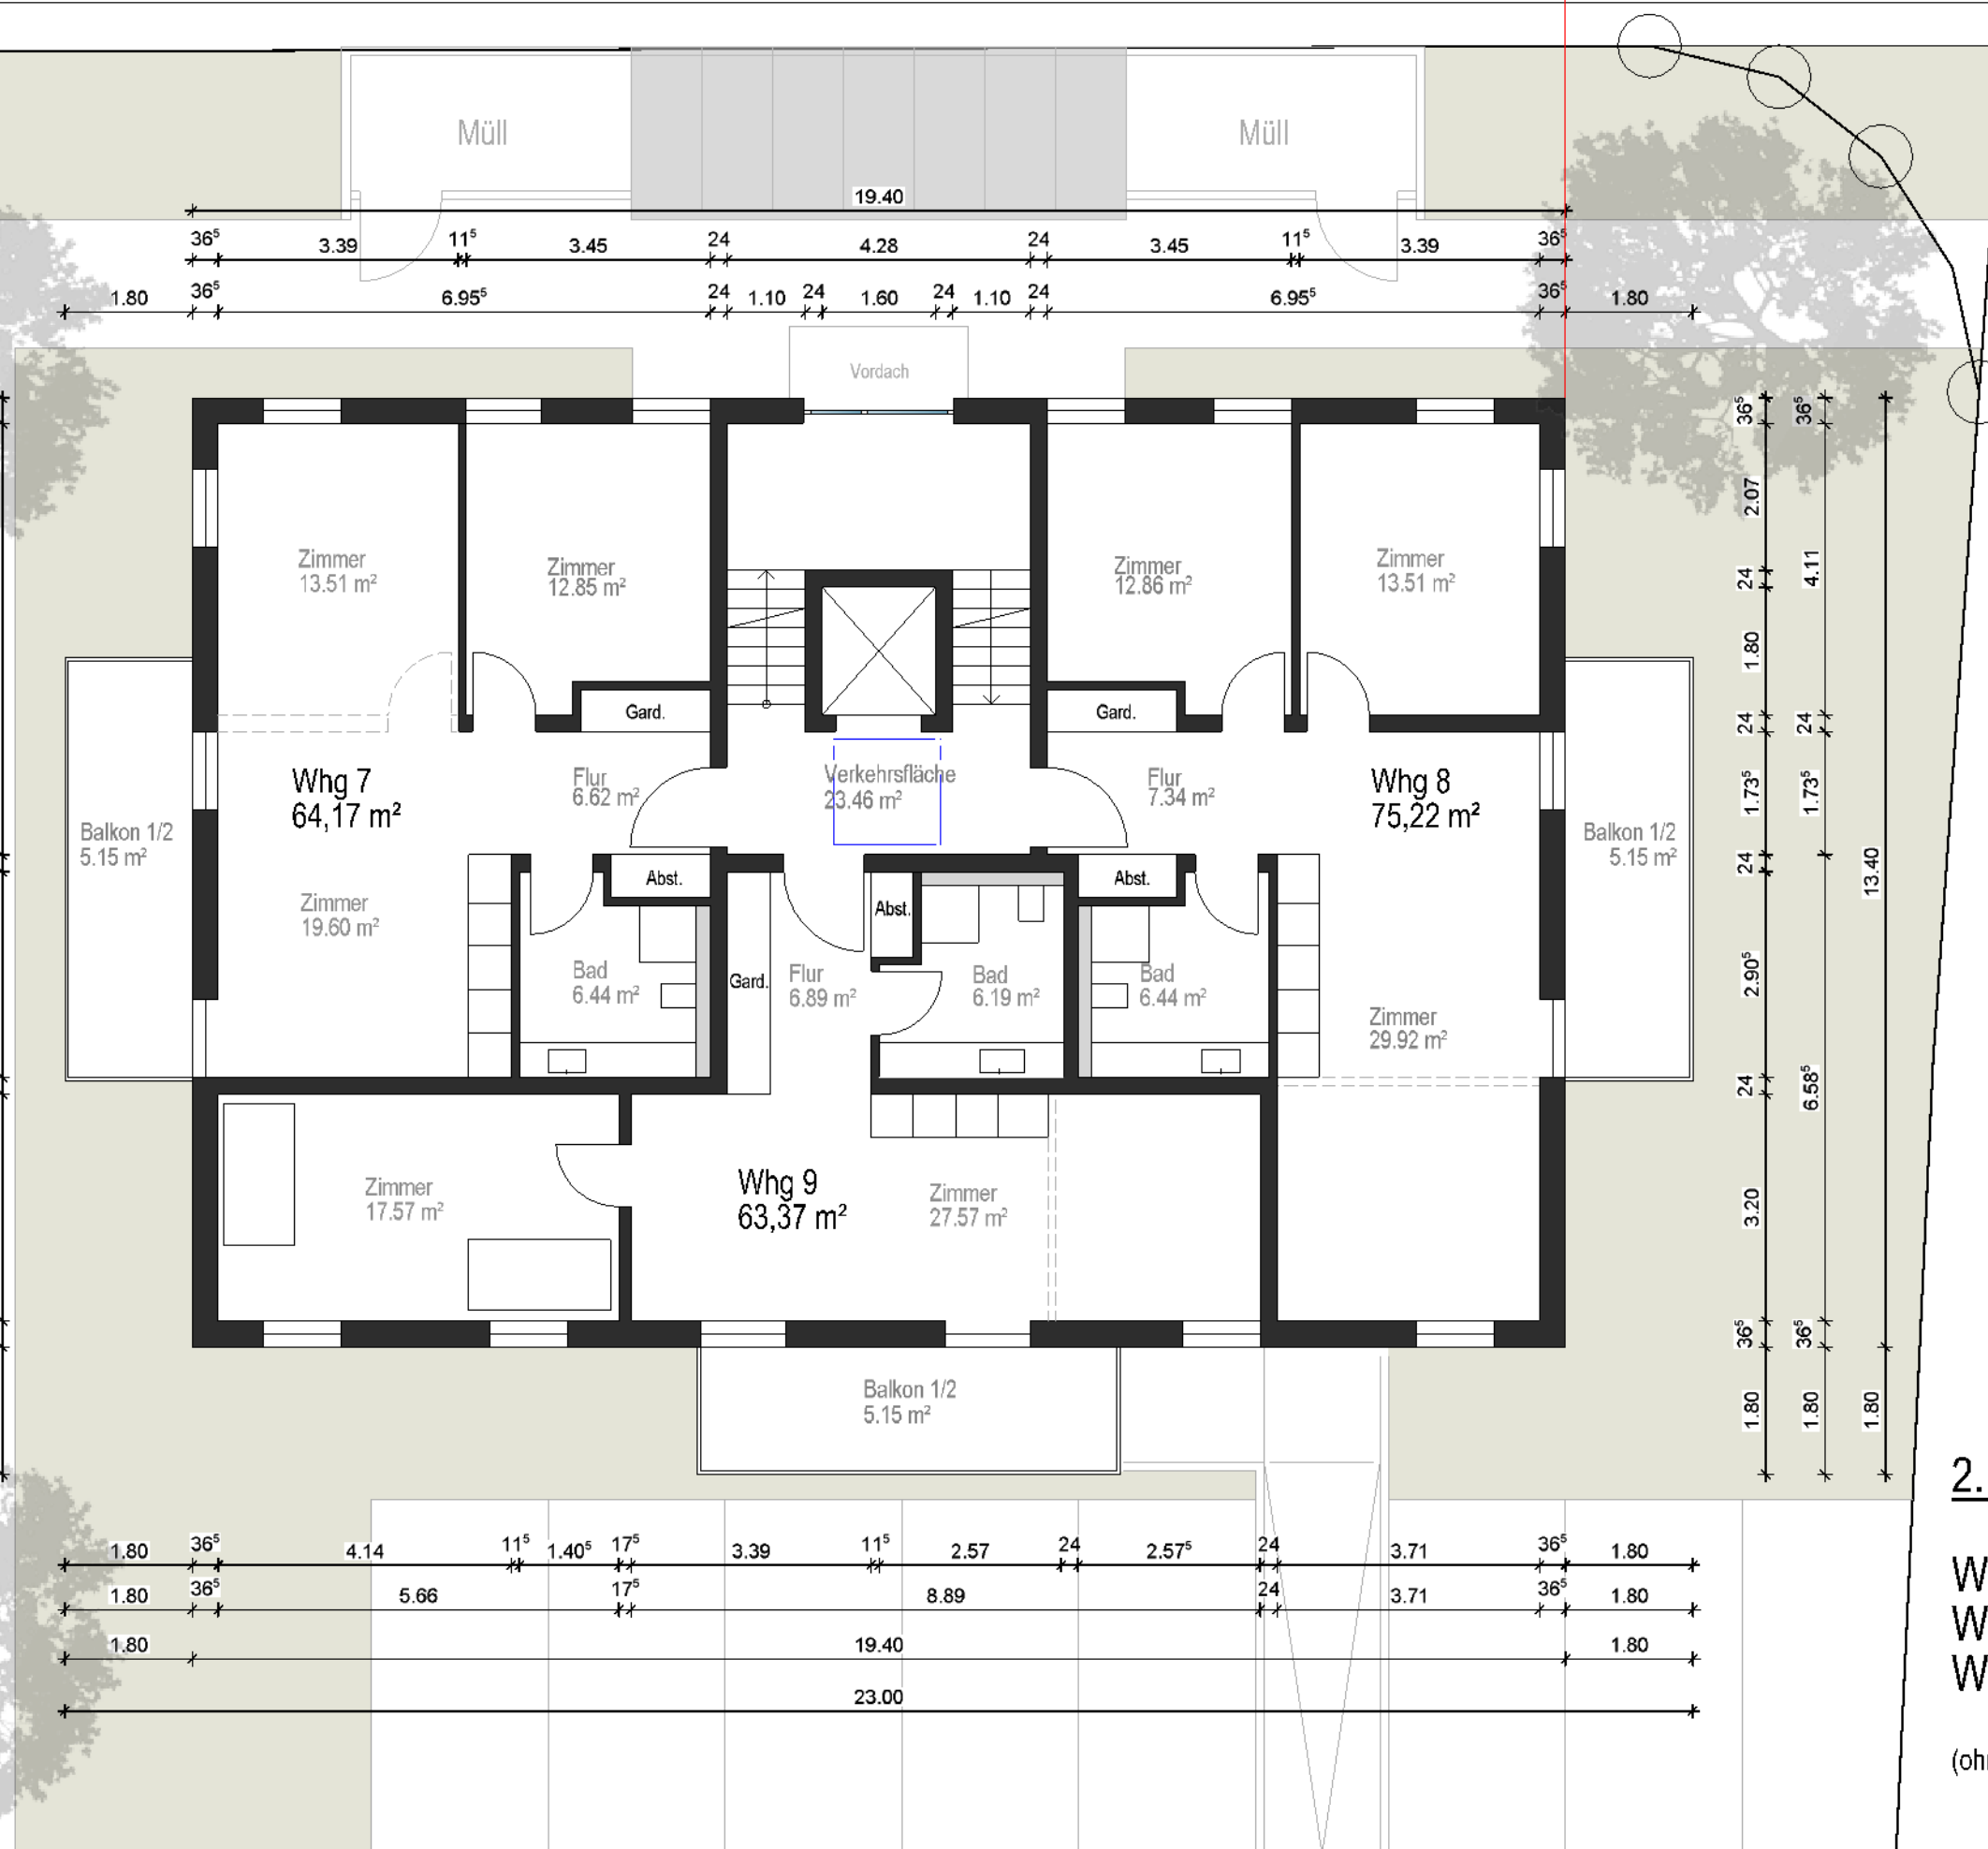 Müll
Müll
19.40
36⁵ 3.39 11⁵ 3.45 24 4.28 24 3.45 11⁵ 3.39 36⁵
1.80 36⁵ 6.95⁵ 24 1.10 24 1.60 24 1.10 24 6.95⁵ 36⁵ 1.80
Vordach
Zimmer
13.51 m²
Zimmer
12.85 m²
Zimmer
12.86 m²
Zimmer
13.51 m²
Gard.
Gard.
Whg 7
64,17 m²
Flur
6.62 m²
Verkehrsfläche
23.46 m²
Flur
7.34 m²
Whg 8
75,22 m²
Balkon 1/2
5.15 m²
Balkon 1/2
5.15 m²
Abst.
Abst.
Abst.
Zimmer
19.60 m²
Bad
6.44 m²
Gard.
Flur
6.89 m²
Bad
6.19 m²
Bad
6.44 m²
Zimmer
29.92 m²
Zimmer
17.57 m²
Whg 9
63,37 m²
Zimmer
27.57 m²
Balkon 1/2
5.15 m²
36⁵ 2.07 24 1.80 24 1.73⁵ 24 2.90⁵ 24 3.20 36⁵ 1.80
36⁵ 4.11 24 1.73⁵ 6.58⁵ 36⁵ 1.80
13.40 1.80
1.80 36⁵ 4.14 11⁵ 1.40⁵ 17⁵ 3.39 11⁵ 2.57 24 2.57⁵ 24 3.71 36⁵ 1.80
1.80 36⁵ 5.66 17⁵ 8.89 24 3.71 36⁵ 1.80
1.80 19.40 1.80
23.00
2.
W
W
W
(oh